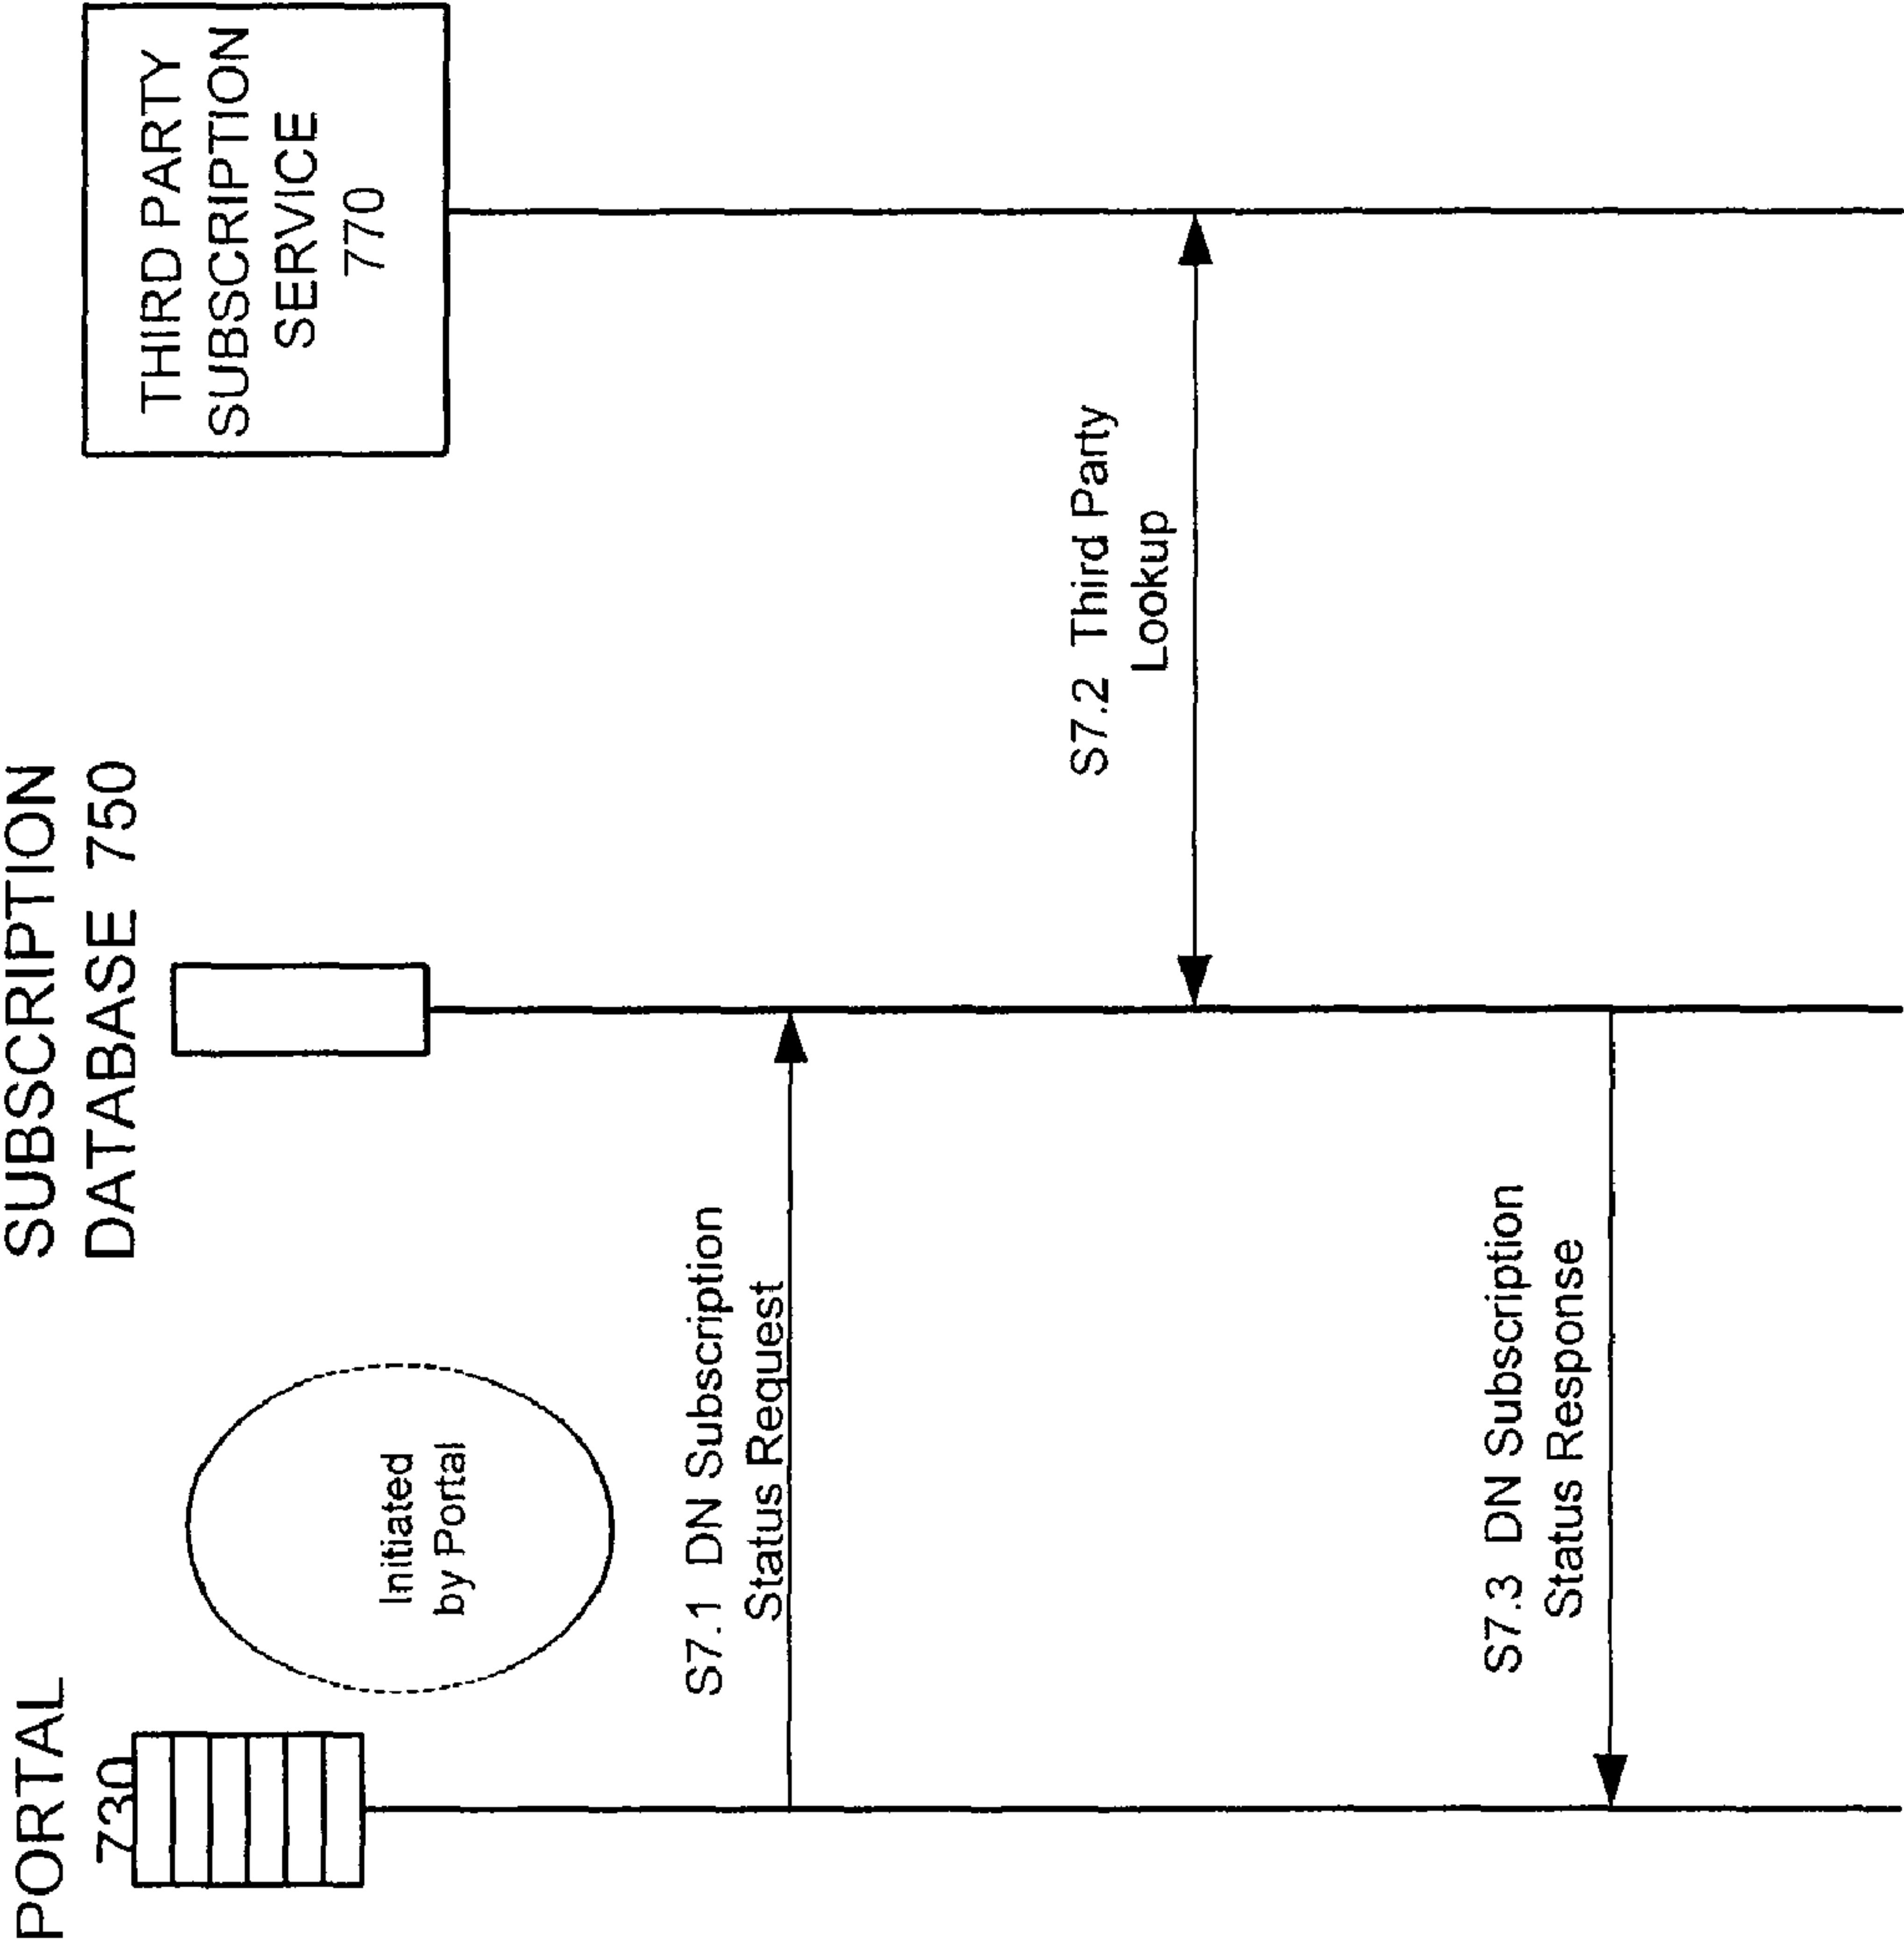 PORTAL
730
SUBSCRIPTION
DATABASE 750
THIRD PARTY
SUBSCRIPTION
SERVICE
770
Initiated
by Portal
S7.1 DN Subscription
Status Request
S7.2 Third Party
Lookup
S7.3 DN Subscription
Status Response